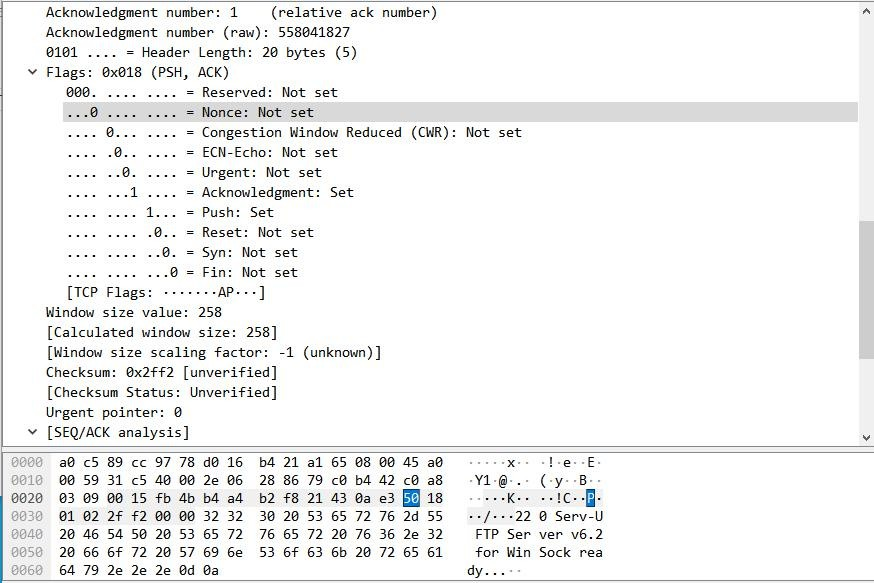 Acknowledgment number: 1    (relative ack number)
Acknowledgment number (raw): 558041827
0101 .... = Header Length: 20 bytes (5)
Flags: 0x018 (PSH, ACK)
000. .... .... = Reserved: Not set
...0 .... .... = Nonce: Not set
.... 0... .... = Congestion Window Reduced (CWR): Not set
.... .0.. .... = ECN-Echo: Not set
.... ..0. .... = Urgent: Not set
.... ...1 .... = Acknowledgment: Set
.... .... 1... = Push: Set
.... .... .0.. = Reset: Not set
.... .... ..0. = Syn: Not set
.... .... ...0 = Fin: Not set
[TCP Flags: ·······AP···]
Window size value: 258
[Calculated window size: 258]
[Window size scaling factor: -1 (unknown)]
Checksum: 0x2ff2 [unverified]
[Checksum Status: Unverified]
Urgent pointer: 0
[SEQ/ACK analysis]
0000  a0 c5 89 cc 97 78 d0 16  b4 21 a1 65 08 00 45 a0  ·····x·· ·!·e··E·
0010  00 59 31 c5 40 00 2e 06  28 86 79 c0 b4 42 c0 a8  ·Y1·@·.· (·y··B··
0020  03 09 00 15 fb 4b b4 a4  b2 f8 21 43 0a e3 50 18  ·····K·· ··!C··P·
0030  01 02 2f f2 00 00 32 32  30 20 53 65 72 76 2d 55  ··/···22 0 Serv-U
0040  20 46 54 50 20 53 65 72  76 65 72 20 76 36 2e 32  FTP Ser ver v6.2
0050  20 66 6f 72 20 57 69 6e  53 6f 63 6b 20 72 65 61  for Win Sock rea
0060  64 79 2e 2e 2e 0d 0a  dy...··